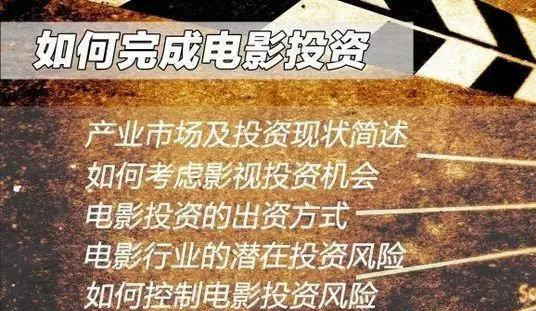 如何完成电影投资
产业市场及投资现状简述
如何考虑影视投资机会
电影投资的出资方式
电影行业的潜在投资风险
如何控制电影投资风险